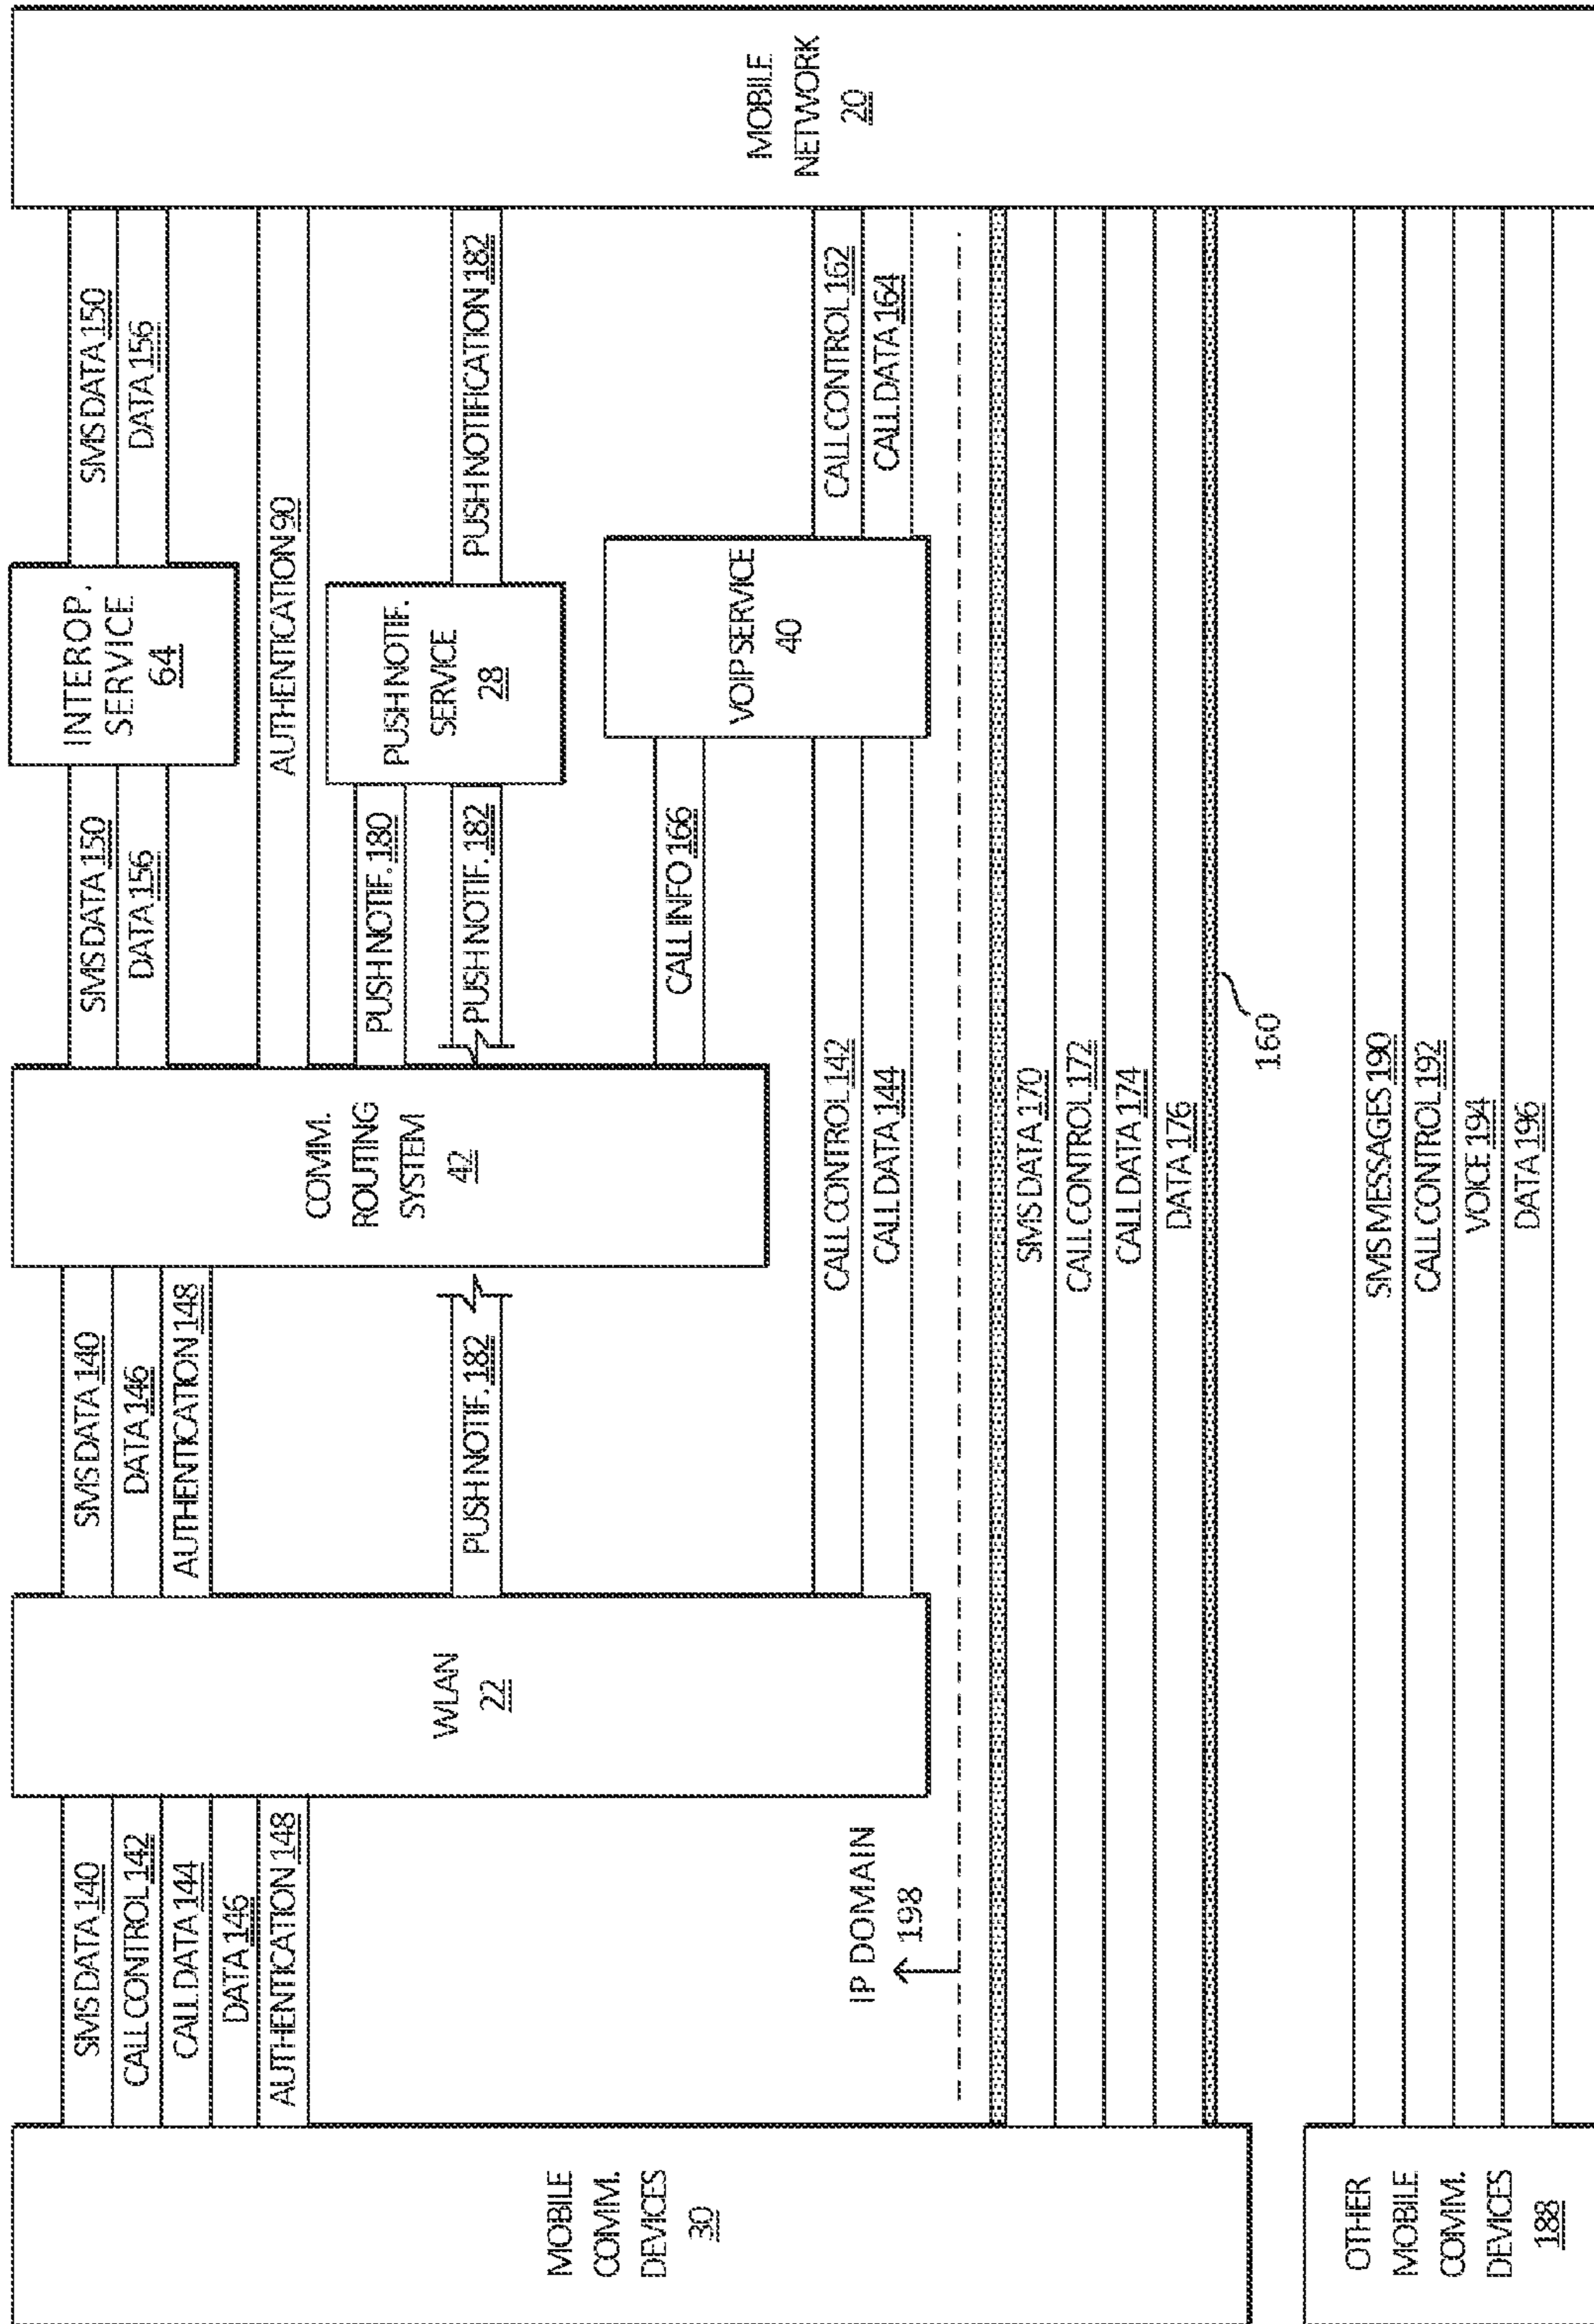 MOBILE
COMM.
DEVICES
30
OTHER
MOBILE
COMM.
DEVICES
188
SMS DATA 140
CALL CONTROL 142
CALL DATA 144
DATA 146
AUTHENTICATION 148
IP DOMAIN
198
WLAN
22
SMS DATA 140
DATA 146
AUTHENTICATION 148
PUSH NOTIF. 182
COMM.
ROUTING
SYSTEM
42
SMS DATA 150
DATA 156
AUTHENTICATION 90
PUSH NOTIF. 180
PUSH NOTIF. 182
CALL INFO 166
CALL CONTROL 142
CALL DATA 144
INTEROP.
SERVICE
64
PUSH NOTIF.
SERVICE
28
VOIP SERVICE
40
SMS DATA 150
DATA 156
PUSH NOTIFICATION 182
CALL CONTROL 162
CALL DATA 164
SMS DATA 170
CALL CONTROL 172
CALL DATA 174
DATA 176
160
SMS MESSAGES 190
CALL CONTROL 192
VOICE 194
DATA 196
MOBILE
NETWORK
20